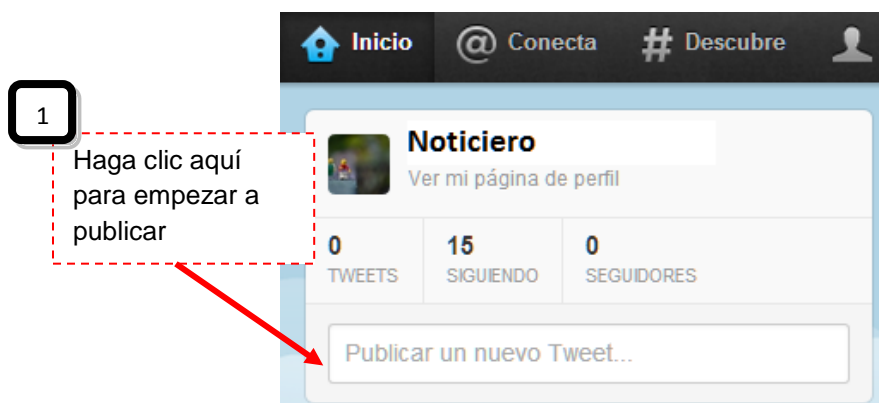 Inicio @ Conecta # Descubre
1
Haga clic aquí
para empezar a
publicar
Noticiero
Ver mi página de perfil
0 15 0
TWEETS SIGUIENDO SEGUIDORES
Publicar un nuevo Tweet...